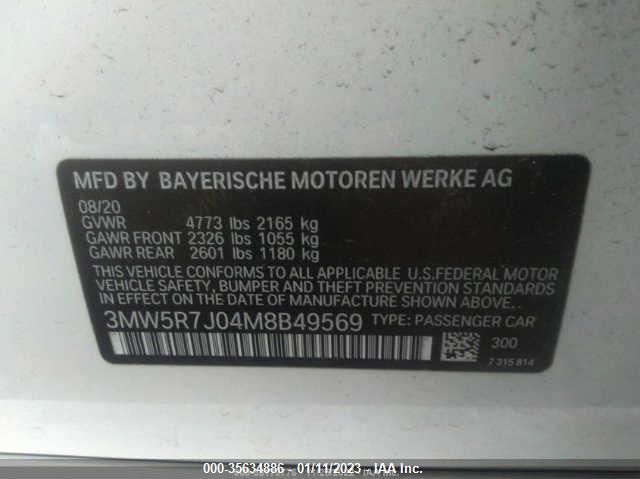 MFD BY BAYERISCHE MOTOREN WERKE AG
08/20
GVWR 4773 lbs 2165 kg
GAWR FRONT 2326 lbs 1055 kg
GAWR REAR 2601 lbs 1180 kg
THIS VEHICLE CONFORMS TO ALL APPLICABLE U.S.FEDERAL MOTOR
VEHICLE SAFETY, BUMPER AND THEFT PREVENTION STANDARDS
IN EFFECT ON THE DATE OF MANUFACTURE SHOWN ABOVE.
3MW5R7J04M8B49569 TYPE: PASSENGER CAR
300
7 315 814
000-35634886 - 01/11/2023 - IAA Inc.